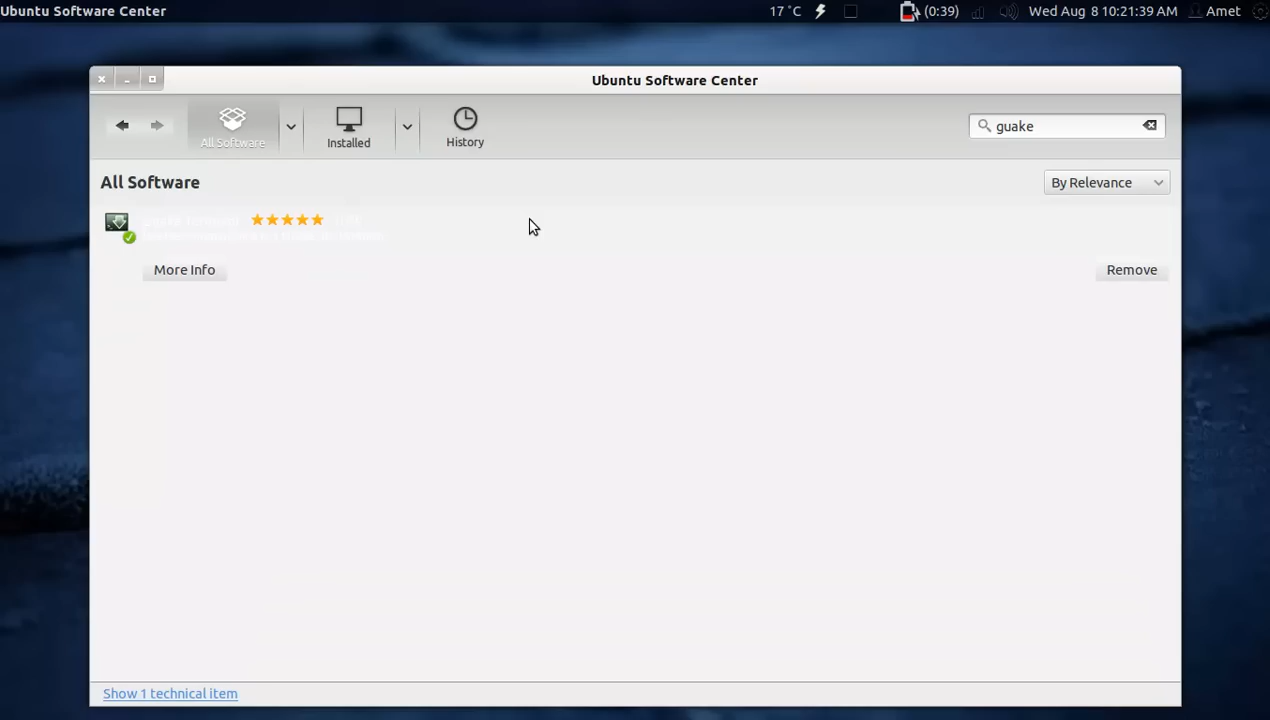 Ubuntu Software Center 17 °C (0:39) Wed Aug 8 10:21:39 AM Amet
Ubuntu Software Center
All Software Installed History guake
All Software By Relevance
More Info Remove
Show 1 technical item